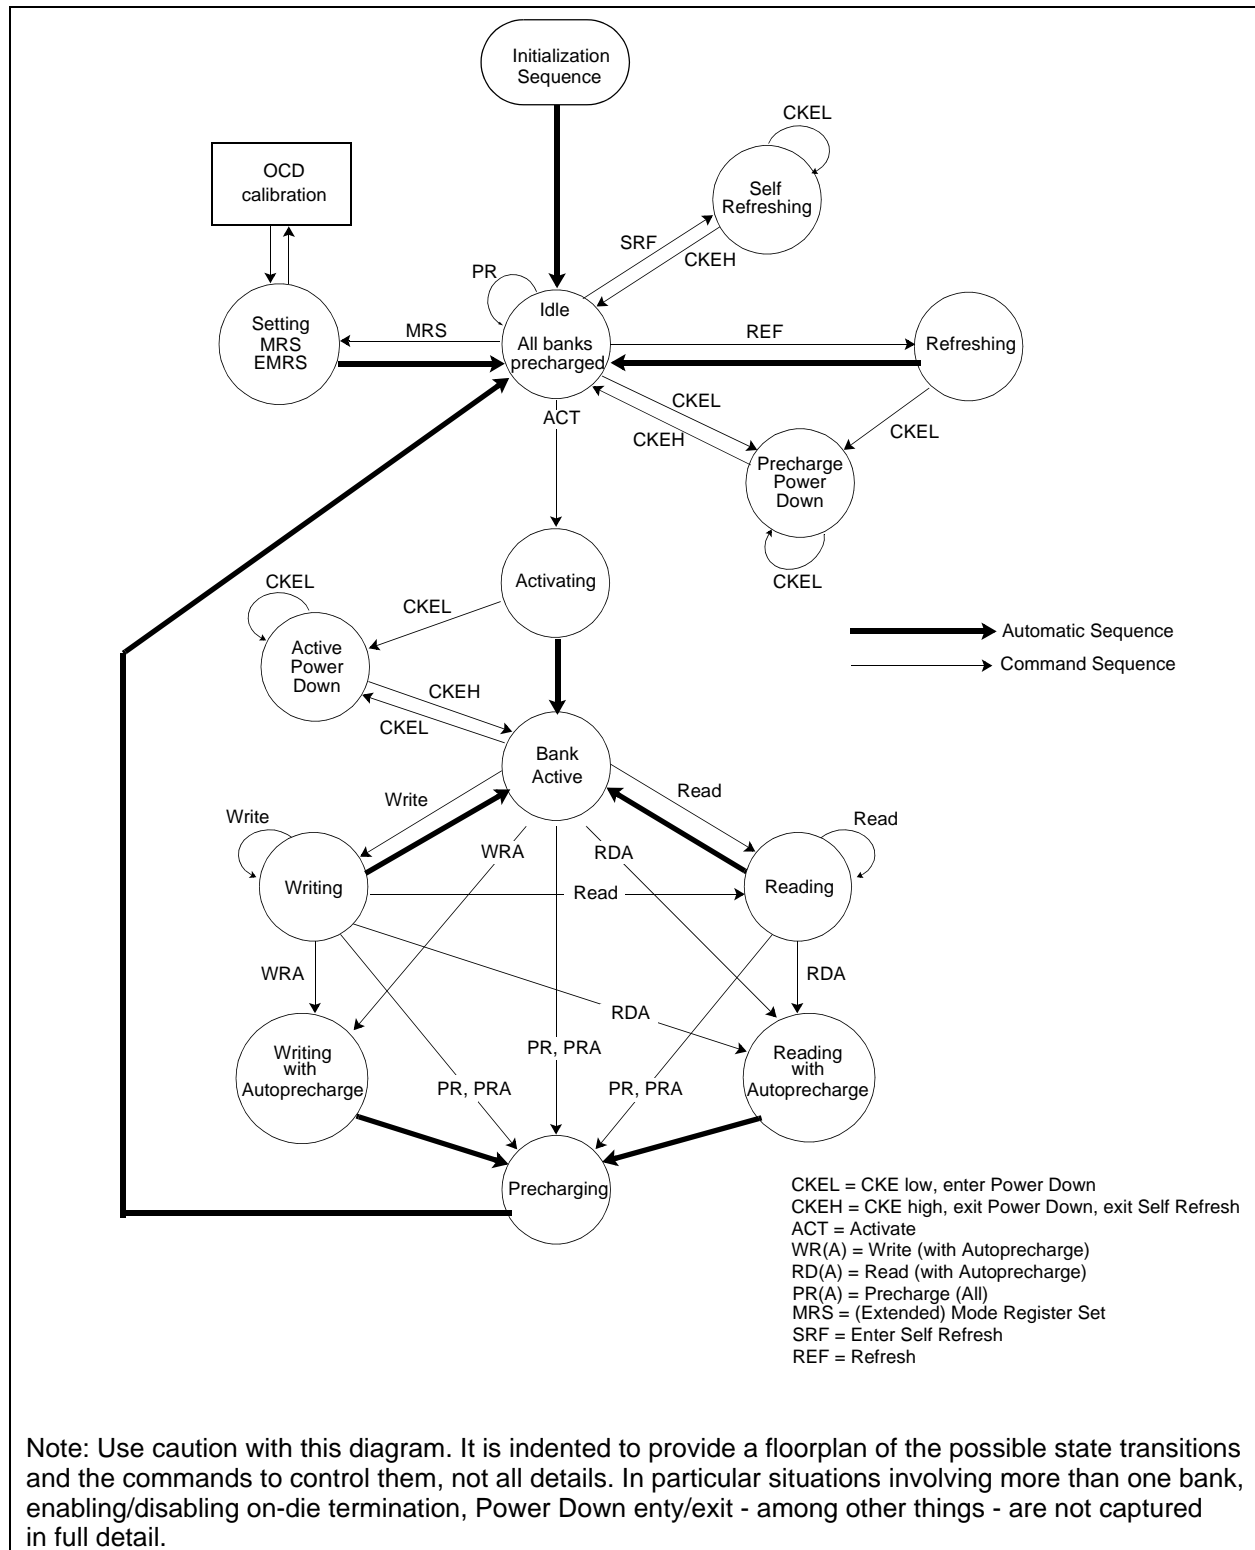 Initialization
Sequence
CKEL
OCD
calibration
Self
Refreshing
SRF
CKEH
PR
Idle
Setting
MRS
EMRS
MRS
All banks
precharged
REF
Refreshing
CKEL
ACT
CKEH
CKEL
Precharge
Power
Down
CKEL
Activating
CKEL
CKEL
Automatic Sequence
Active
Power
Down
Command Sequence
CKEH
CKEL
Bank
Active
Write
Read
Write
Read
WRA
RDA
Writing
Read
Reading
WRA
RDA
RDA
Writing
with
Autoprecharge
PR, PRA
Reading
with
Autoprecharge
PR, PRA
PR, PRA
Precharging
CKEL = CKE low, enter Power Down
CKEH = CKE high, exit Power Down, exit Self Refresh
ACT = Activate
WR(A) = Write (with Autoprecharge)
RD(A) = Read (with Autoprecharge)
PR(A) = Precharge (All)
MRS = (Extended) Mode Register Set
SRF = Enter Self Refresh
REF = Refresh
Note: Use caution with this diagram. It is indented to provide a floorplan of the possible state transitions
and the commands to control them, not all details. In particular situations involving more than one bank,
enabling/disabling on-die termination, Power Down enty/exit - among other things - are not captured
in full detail.